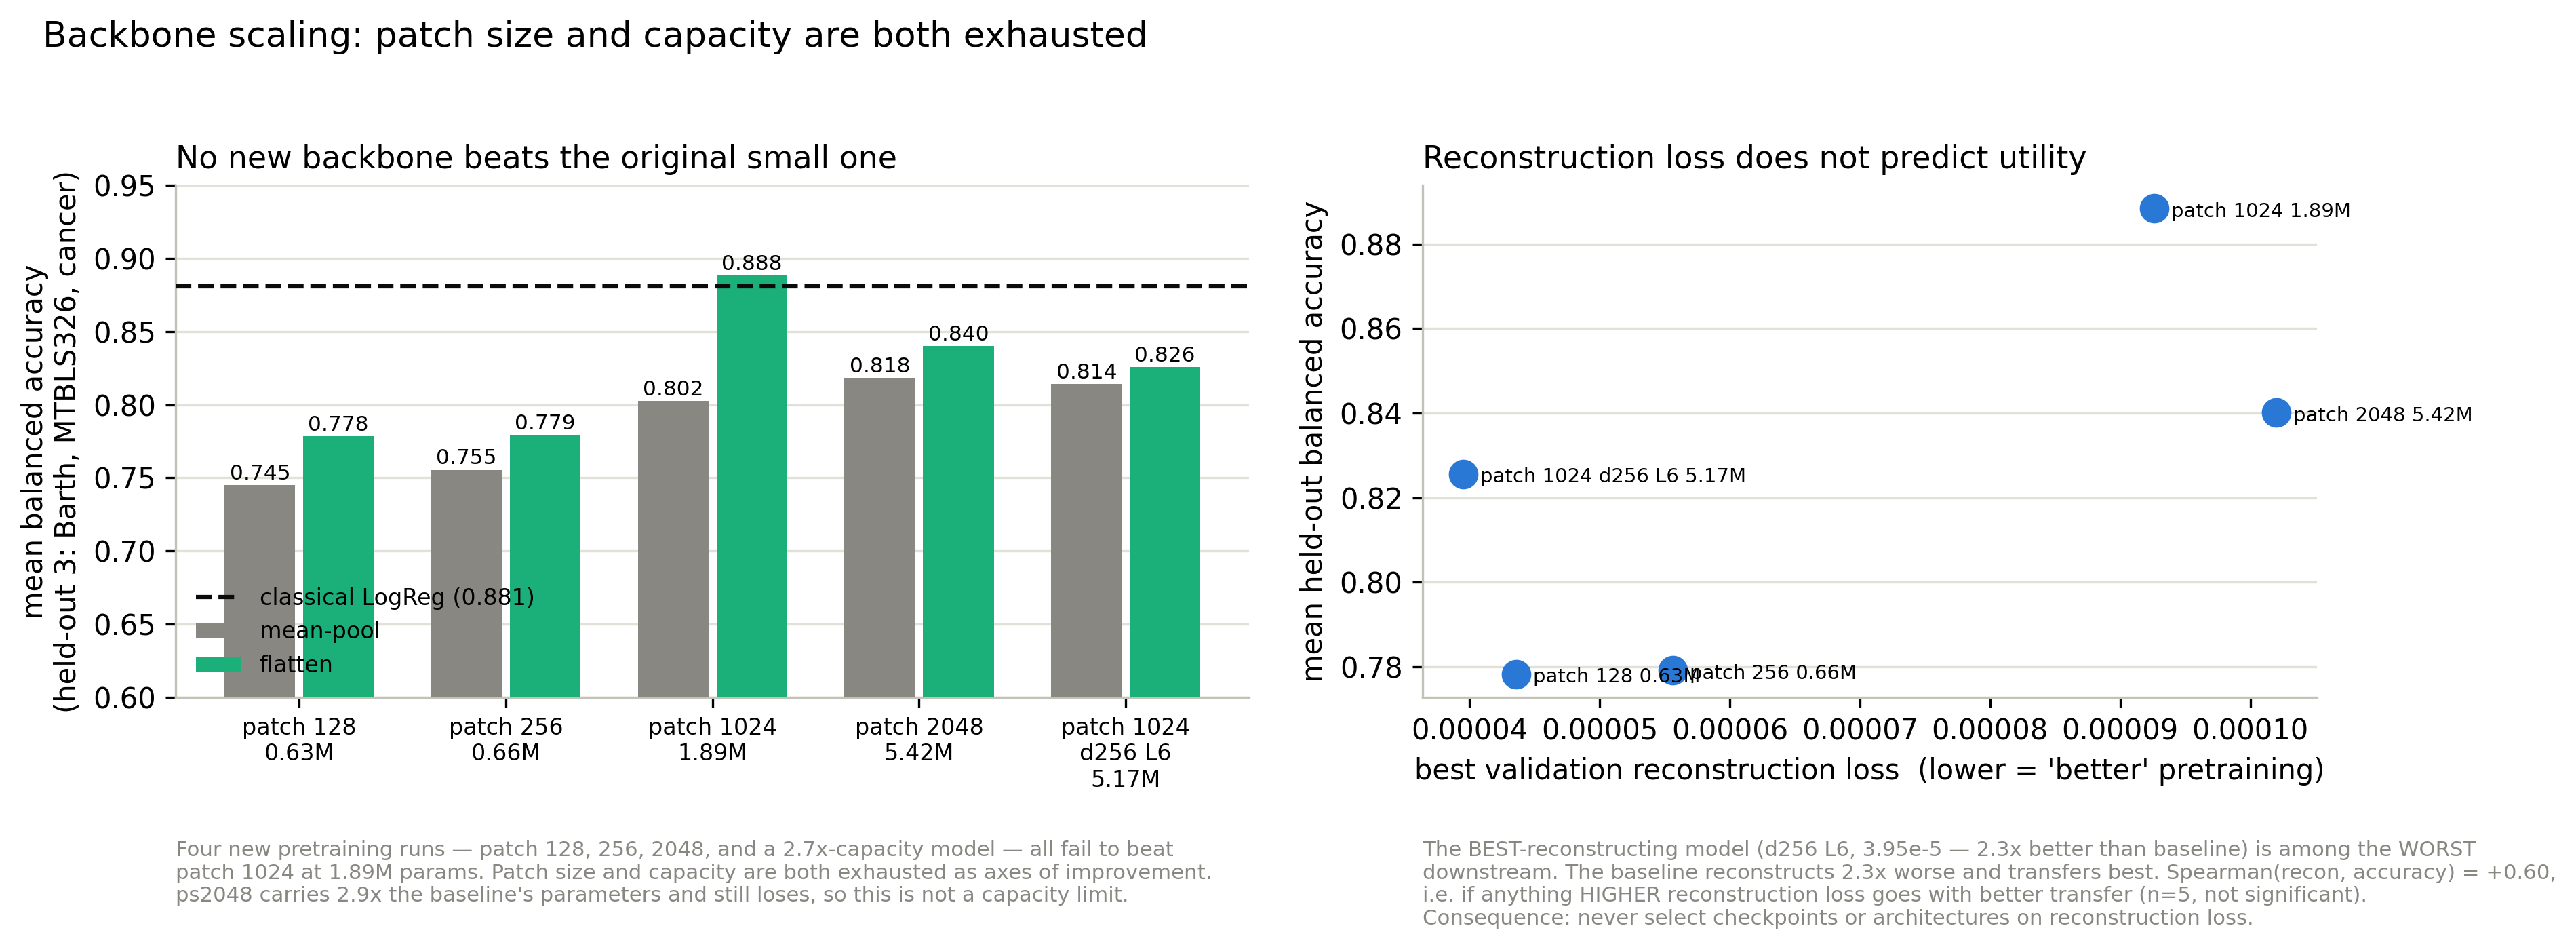 Backbone scaling: patch size and capacity are both exhausted
No new backbone beats the original small one
mean balanced accuracy
(held-out 3: Barth, MTBLS326, cancer)
0.95
0.90
0.85
0.80
0.75
0.70
0.65
0.60
0.745
0.778
0.755
0.779
0.802
0.888
0.818
0.840
0.814
0.826
classical LogReg (0.881)
mean-pool
flatten
patch 128
0.63M
patch 256
0.66M
patch 1024
1.89M
patch 2048
5.42M
patch 1024
d256 L6
5.17M
Four new pretraining runs — patch 128, 256, 2048, and a 2.7x-capacity model — all fail to beat
patch 1024 at 1.89M params. Patch size and capacity are both exhausted as axes of improvement.
ps2048 carries 2.9x the baseline's parameters and still loses, so this is not a capacity limit.
Reconstruction loss does not predict utility
mean held-out balanced accuracy
0.88
0.86
0.84
0.82
0.80
0.78
patch 1024 1.89M
patch 2048 5.42M
patch 1024 d256 L6 5.17M
patch 128 0.63M
patch 256 0.66M
0.00004 0.00005 0.00006 0.00007 0.00008 0.00009 0.00010
best validation reconstruction loss (lower = 'better' pretraining)
The BEST-reconstructing model (d256 L6, 3.95e-5 — 2.3x better than baseline) is among the WORST
downstream. The baseline reconstructs 2.3x worse and transfers best. Spearman(recon, accuracy) = +0.60,
i.e. if anything HIGHER reconstruction loss goes with better transfer (n=5, not significant).
Consequence: never select checkpoints or architectures on reconstruction loss.